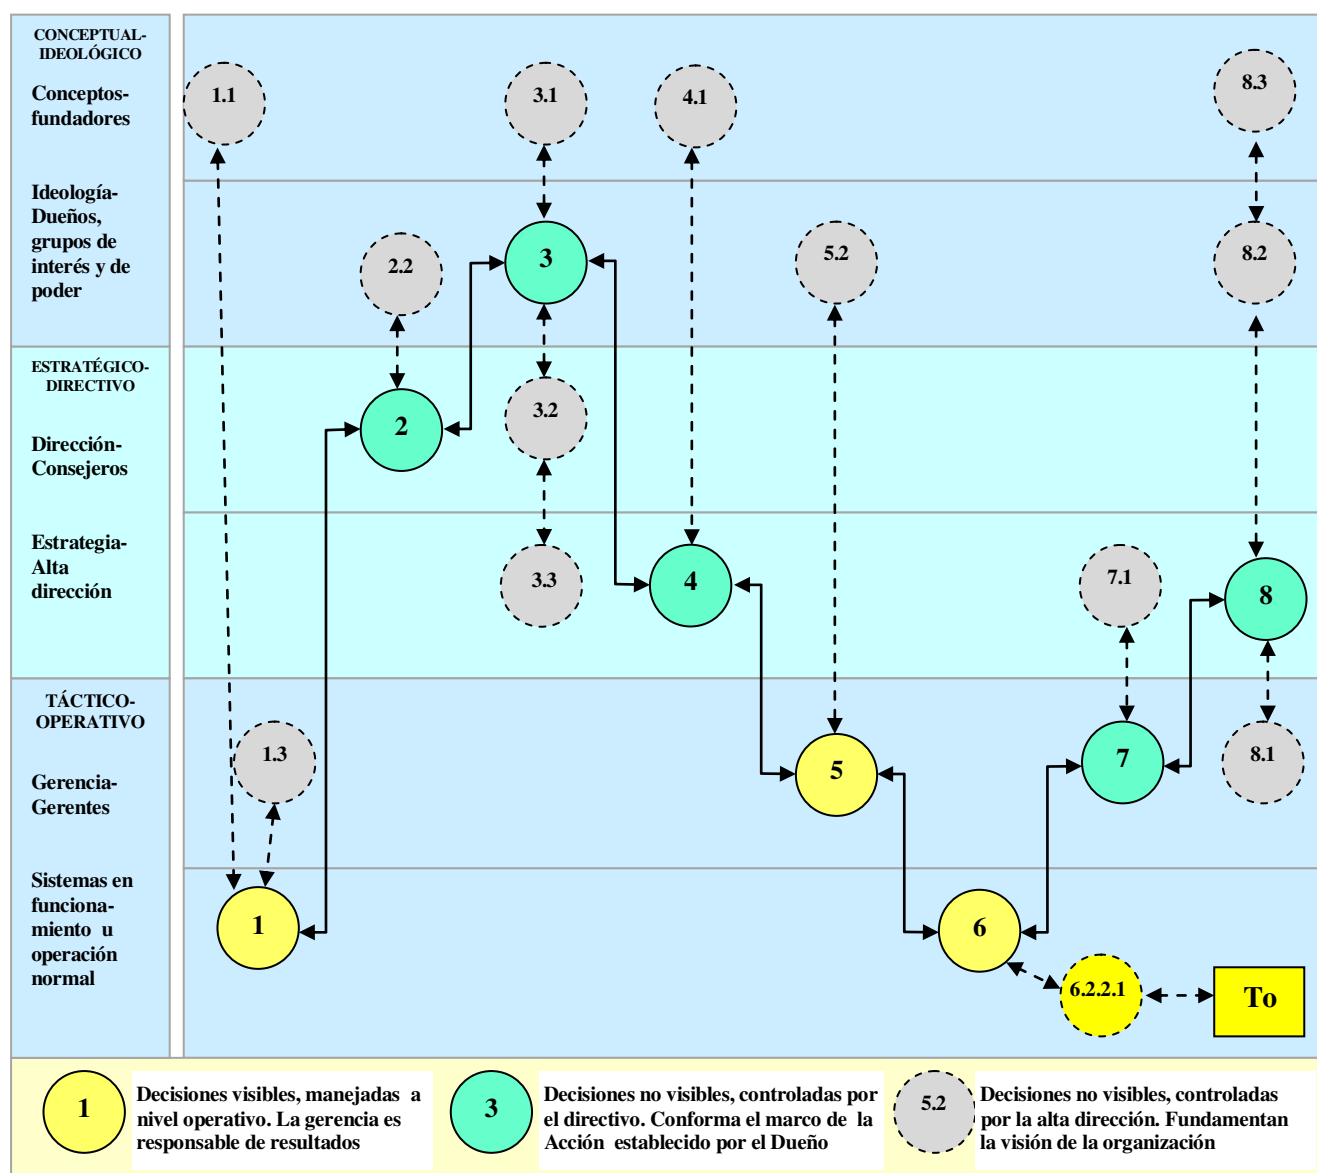 CONCEPTUAL-
IDEOLÓGICO
Conceptos-
fundadores
1.1
3.1
4.1
8.3
Ideología-
Dueños,
grupos de
interés y de
poder
2.2
3
5.2
8.2
ESTRATÉGICO-
DIRECTIVO
Dirección-
Consejeros
2
3.2
Estrategia-
Alta
dirección
3.3
4
7.1
8
TÁCTICO-
OPERATIVO
Gerencia-
Gerentes
1.3
5
7
8.1
Sistemas en
funciona-
miento u
operación
normal
1
6
6.2.2.1
To
1
Decisiones visibles, manejadas a
nivel operativo. La gerencia es
responsable de resultados
3
Decisiones no visibles, controladas por
el directivo. Conforma el marco de la
Acción establecido por el Dueño
5.2
Decisiones no visibles, controladas
por la alta dirección. Fundamentan
la visión de la organización